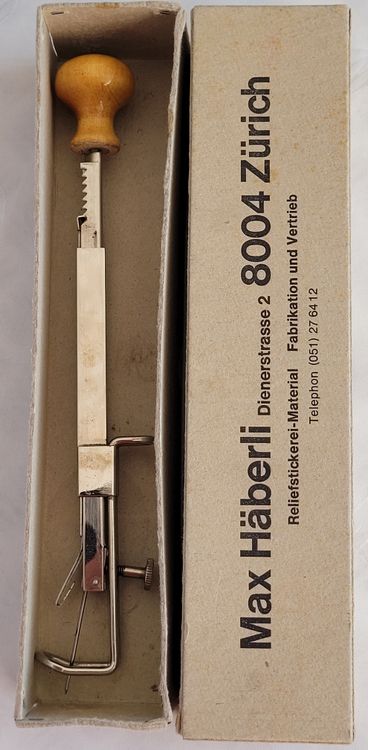 Max Häberli Dienerstrasse 2 8004 Zürich
Reliefstickerei-Material Fabrikation und Vertrieb
Telephon (051) 27 64 12